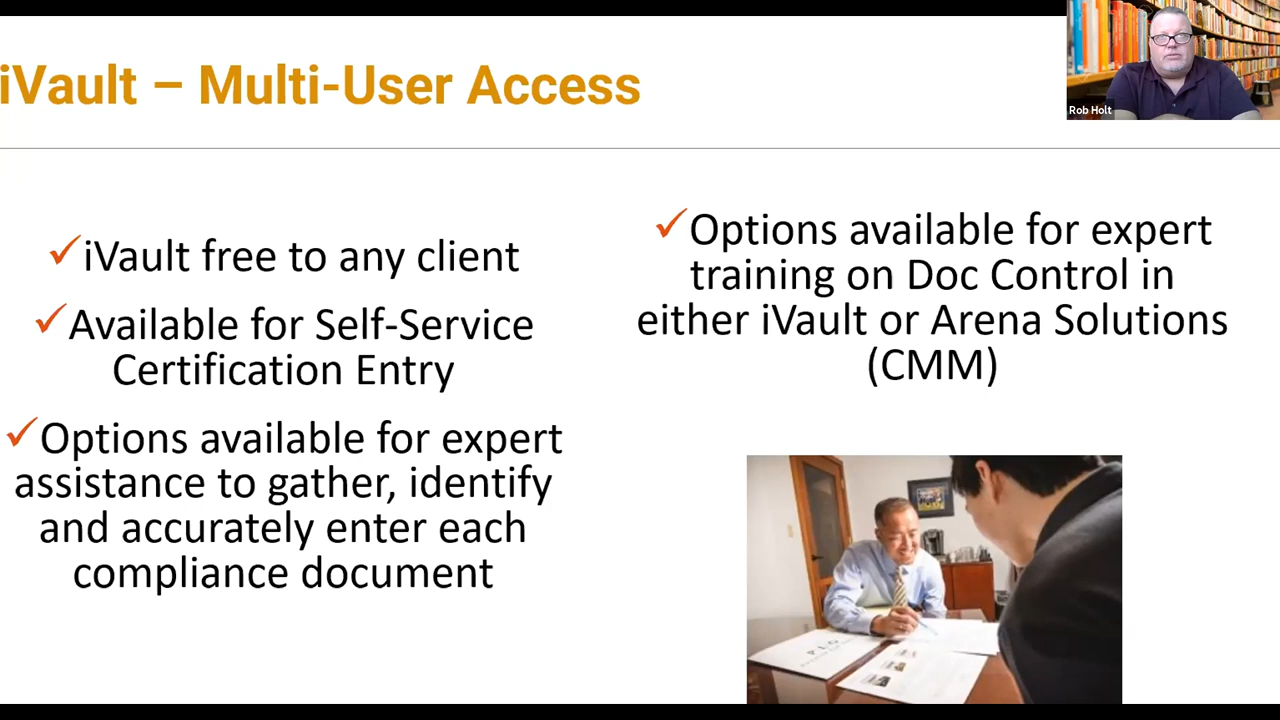 iVault – Multi-User Access
Rob Holt
✓iVault free to any client
✓Available for Self-Service
Certification Entry
✓Options available for expert
assistance to gather, identify
and accurately enter each
compliance document
✓Options available for expert
training on Doc Control in
either iVault or Arena Solutions
(CMM)